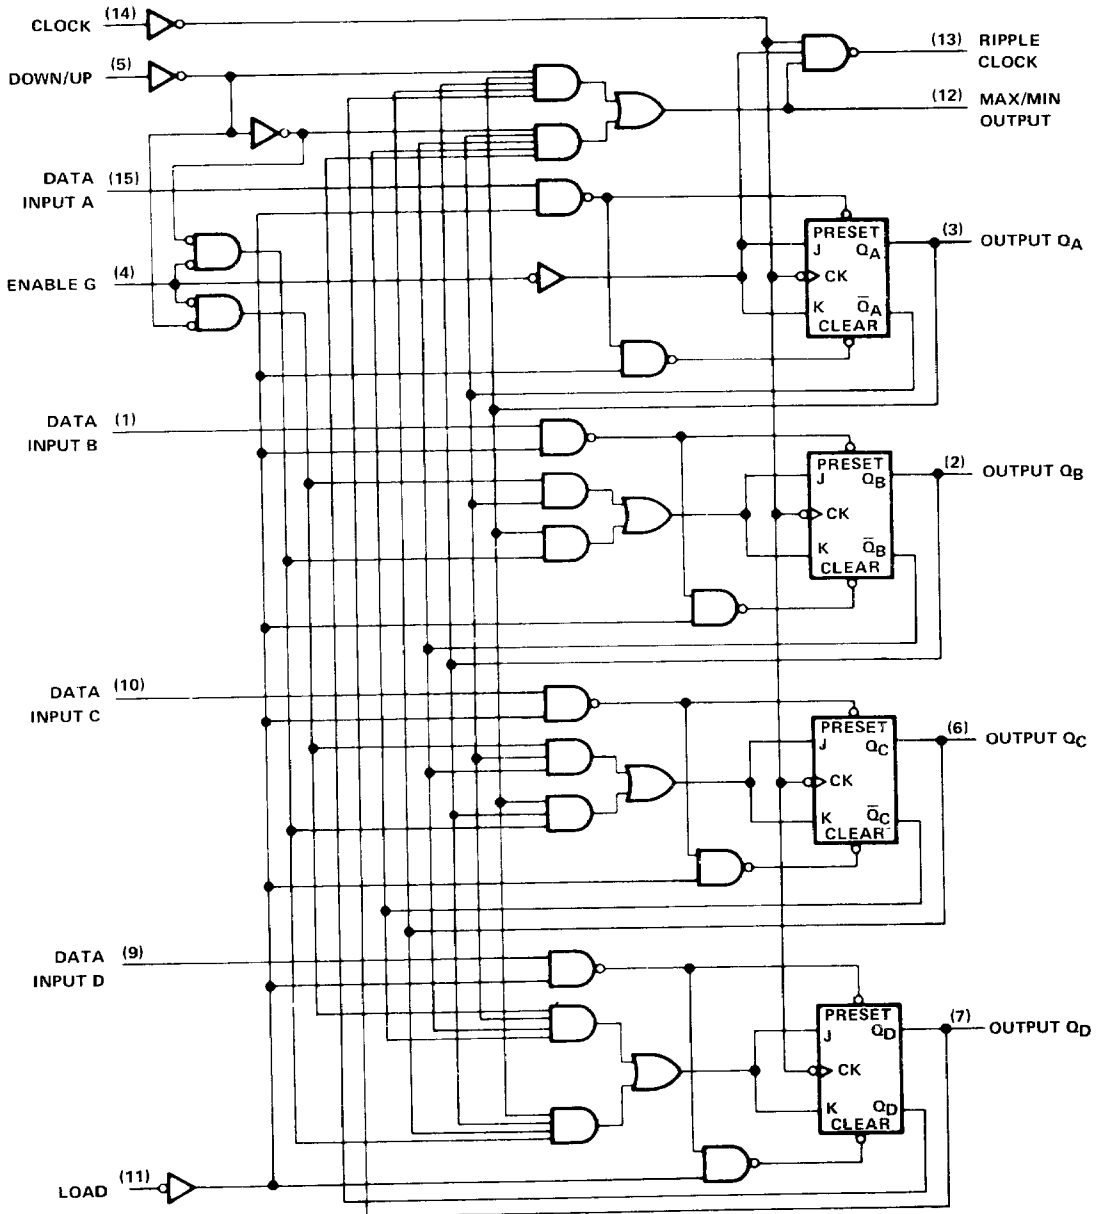 CLOCK (14)
(13) RIPPLE
CLOCK
DOWN/UP (5)
(12) MAX/MIN
OUTPUT
DATA (15)
INPUT A
PRESET
J QA
CK
K Q̅A
CLEAR
(3) OUTPUT QA
ENABLE G (4)
DATA (1)
INPUT B
PRESET
J QB
CK
K Q̅B
CLEAR
(2) OUTPUT QB
DATA (10)
INPUT C
PRESET
J QC
CK
K Q̅C
CLEAR
(6) OUTPUT QC
DATA (9)
INPUT D
PRESET
J QD
CK
K QD
CLEAR
(7) OUTPUT QD
LOAD (11)